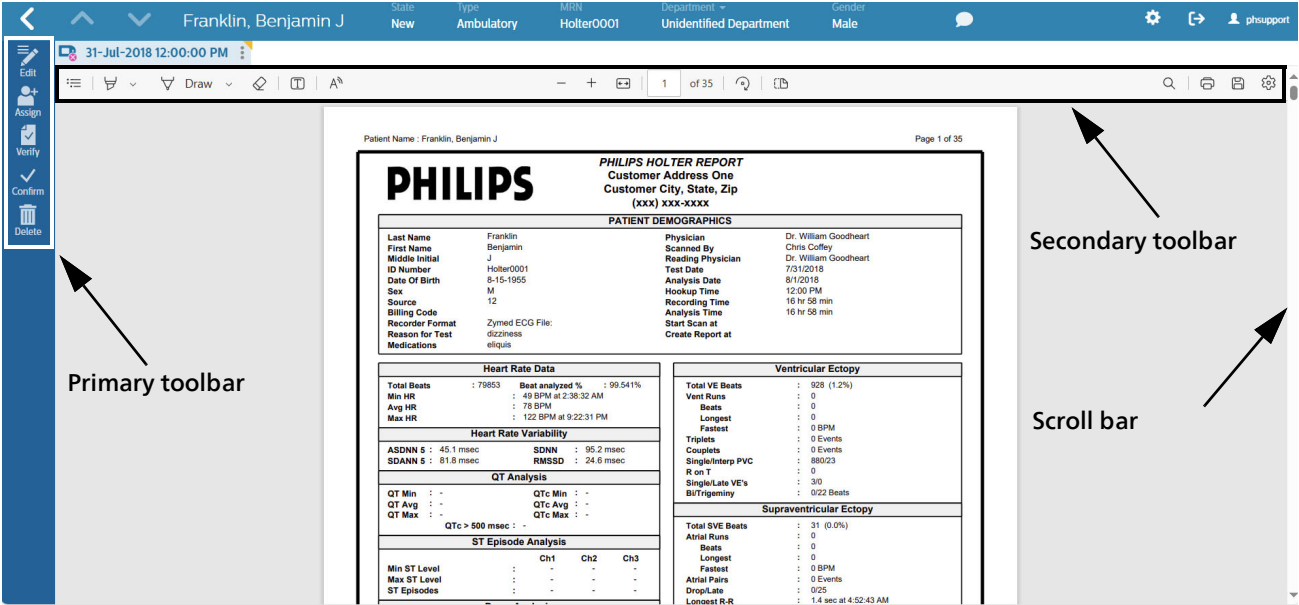 State Type MRN Department Gender
Franklin, Benjamin J New Ambulatory Holter0001 Unidentified Department Male phsupport
31-Jul-2018 12:00:00 PM
Edit
Assign
Verify
Confirm
Delete
Draw T A 1 of 35
Patient Name : Franklin, Benjamin J Page 1 of 35
PHILIPS
PHILIPS HOLTER REPORT
Customer Address One
Customer City, State, Zip
(xxx) xxx-xxxx
PATIENT DEMOGRAPHICS
Last Name Franklin Physician Dr. William Goodheart
First Name Benjamin Scanned By Chris Coffey
Middle Initial J Reading Physician Dr. William Goodheart
ID Number Holter0001 Test Date 7/31/2018
Date Of Birth 8-15-1955 Analysis Date 8/1/2018
Sex M Hookup Time 12:00 PM
Source 12 Recording Time 16 hr 58 min
Billing Code Analysis Time 16 hr 58 min
Recorder Format Zymed ECG File: Start Scan at
Reason for Test dizziness Create Report at
Medications eliquis
Secondary toolbar
Primary toolbar
Scroll bar
Heart Rate Data
Total Beats : 79853 Beat analyzed % : 99.541%
Min HR : 49 BPM at 2:38:32 AM
Avg HR : 78 BPM
Max HR : 122 BPM at 9:22:31 PM
Heart Rate Variability
ASDNN 5 : 45.1 msec SDNN : 95.2 msec
SDANN 5 : 81.8 msec RMSSD : 24.6 msec
QT Analysis
QT Min : - QTc Min : -
QT Avg : - QTc Avg : -
QT Max : - QTc Max : -
QTc > 500 msec : -
ST Episode Analysis
Ch1 Ch2 Ch3
Min ST Level : - - -
Max ST Level : - - -
ST Episodes : - - -
Ventricular Ectopy
Total VE Beats : 928 (1.2%)
Vent Runs : 0
Beats : 0
Longest : 0
Fastest : 0 BPM
Triplets : 0 Events
Couplets : 0 Events
Single/Interp PVC : 880/23
R on T : 0
Single/Late VE's : 3/0
Bi/Trigeminy : 0/22 Beats
Supraventricular Ectopy
Total SVE Beats : 31 (0.0%)
Atrial Runs : 0
Beats : 0
Longest : 0
Fastest : 0 BPM
Atrial Pairs : 0 Events
Drop/Late : 0/25
Longest R-R : 1.4 sec at 4:52:43 AM